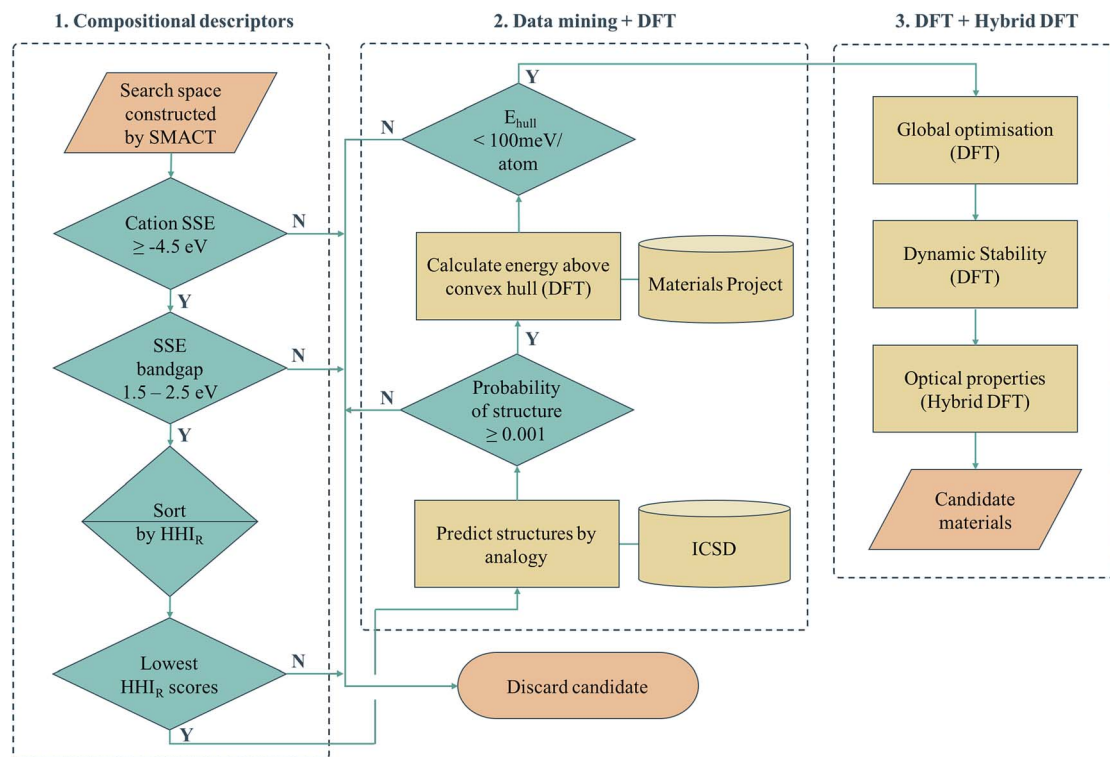 1. Compositional descriptors
Search space
constructed
by SMACT
Cation SSE
≥ -4.5 eV
N
Y
SSE
bandgap
1.5 – 2.5 eV
N
Y
Sort
by HHI_R
Lowest
HHI_R scores
N
Y
2. Data mining + DFT
Y
N
E_hull
< 100meV/
atom
Calculate energy above
convex hull (DFT)
Materials Project
Y
N
Probability
of structure
≥ 0.001
Predict structures by
analogy
ICSD
Discard candidate
3. DFT + Hybrid DFT
Global optimisation
(DFT)
Dynamic Stability
(DFT)
Optical properties
(Hybrid DFT)
Candidate
materials